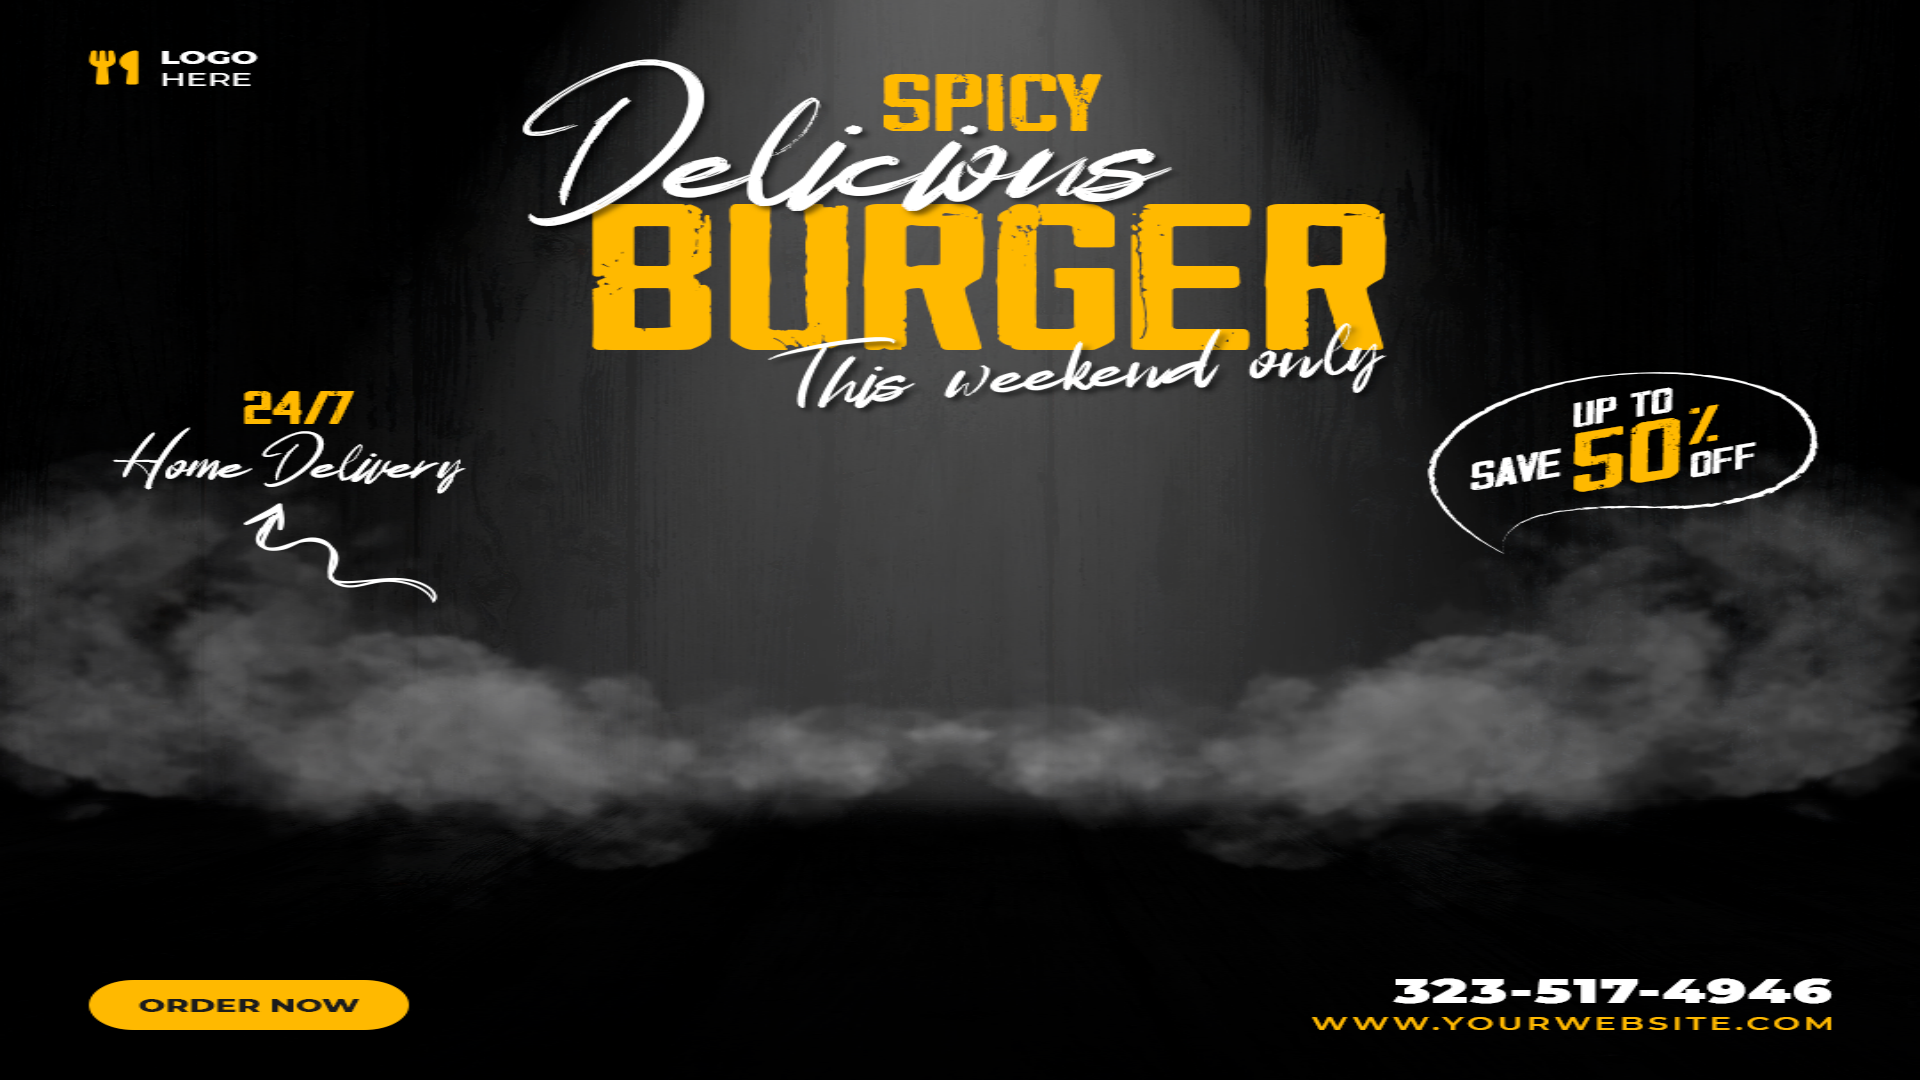 LOGO
HERE
SPICY
Delicious
BURGER
This weekend only
24/7
Home Delivery
UP TO
SAVE 50%
OFF
ORDER NOW
323-517-4946
WWW.YOURWEBSITE.COM